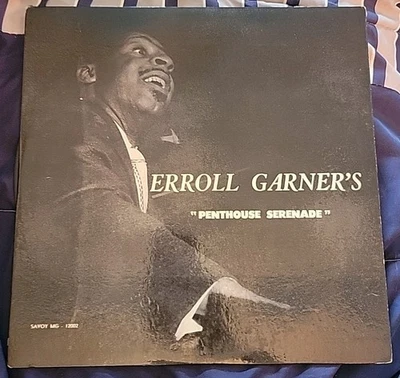 ERROLL GARNER'S
"PENTHOUSE SERENADE"
SAVOY MG - 12002